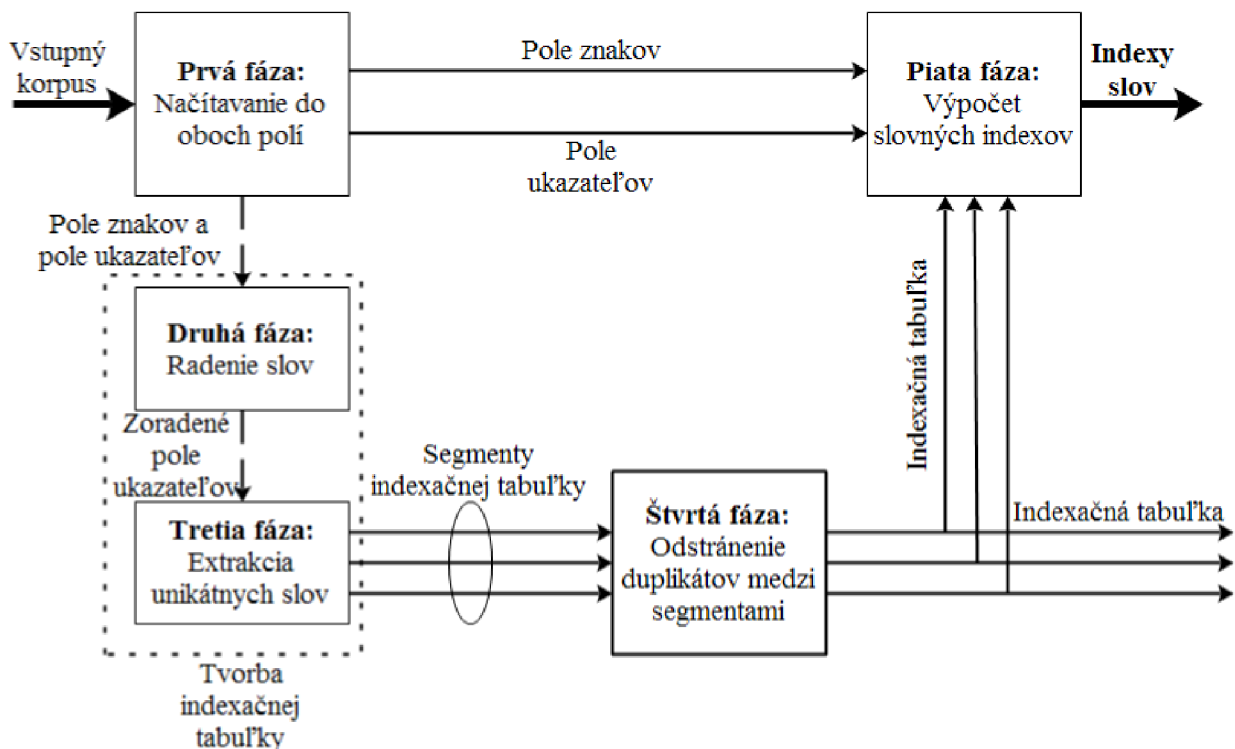 Vstupný
korpus
Prvá fáza:
Načítavanie do
oboch polí
Pole znakov
Pole
ukazateľov
Piata fáza:
Výpočet
slovných indexov
Indexy
slov
Pole znakov a
pole ukazateľov
Druhá fáza:
Radenie slov
Zoradené
pole
ukazateľov
Tretia fáza:
Extrakcia
unikátnych slov
Tvorba
indexačnej
tabuľky
Segmenty
indexačnej tabuľky
Štvrtá fáza:
Odstránenie
duplikátov medzi
segmentami
Indexačná tabuľka
Indexačná tabuľka